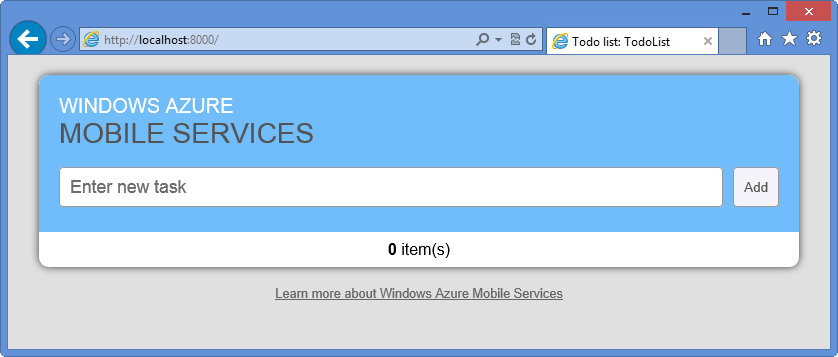 http://localhost:8000/
Todo list: TodoList
WINDOWS AZURE
MOBILE SERVICES
Enter new task
Add
0 item(s)
Learn more about Windows Azure Mobile Services